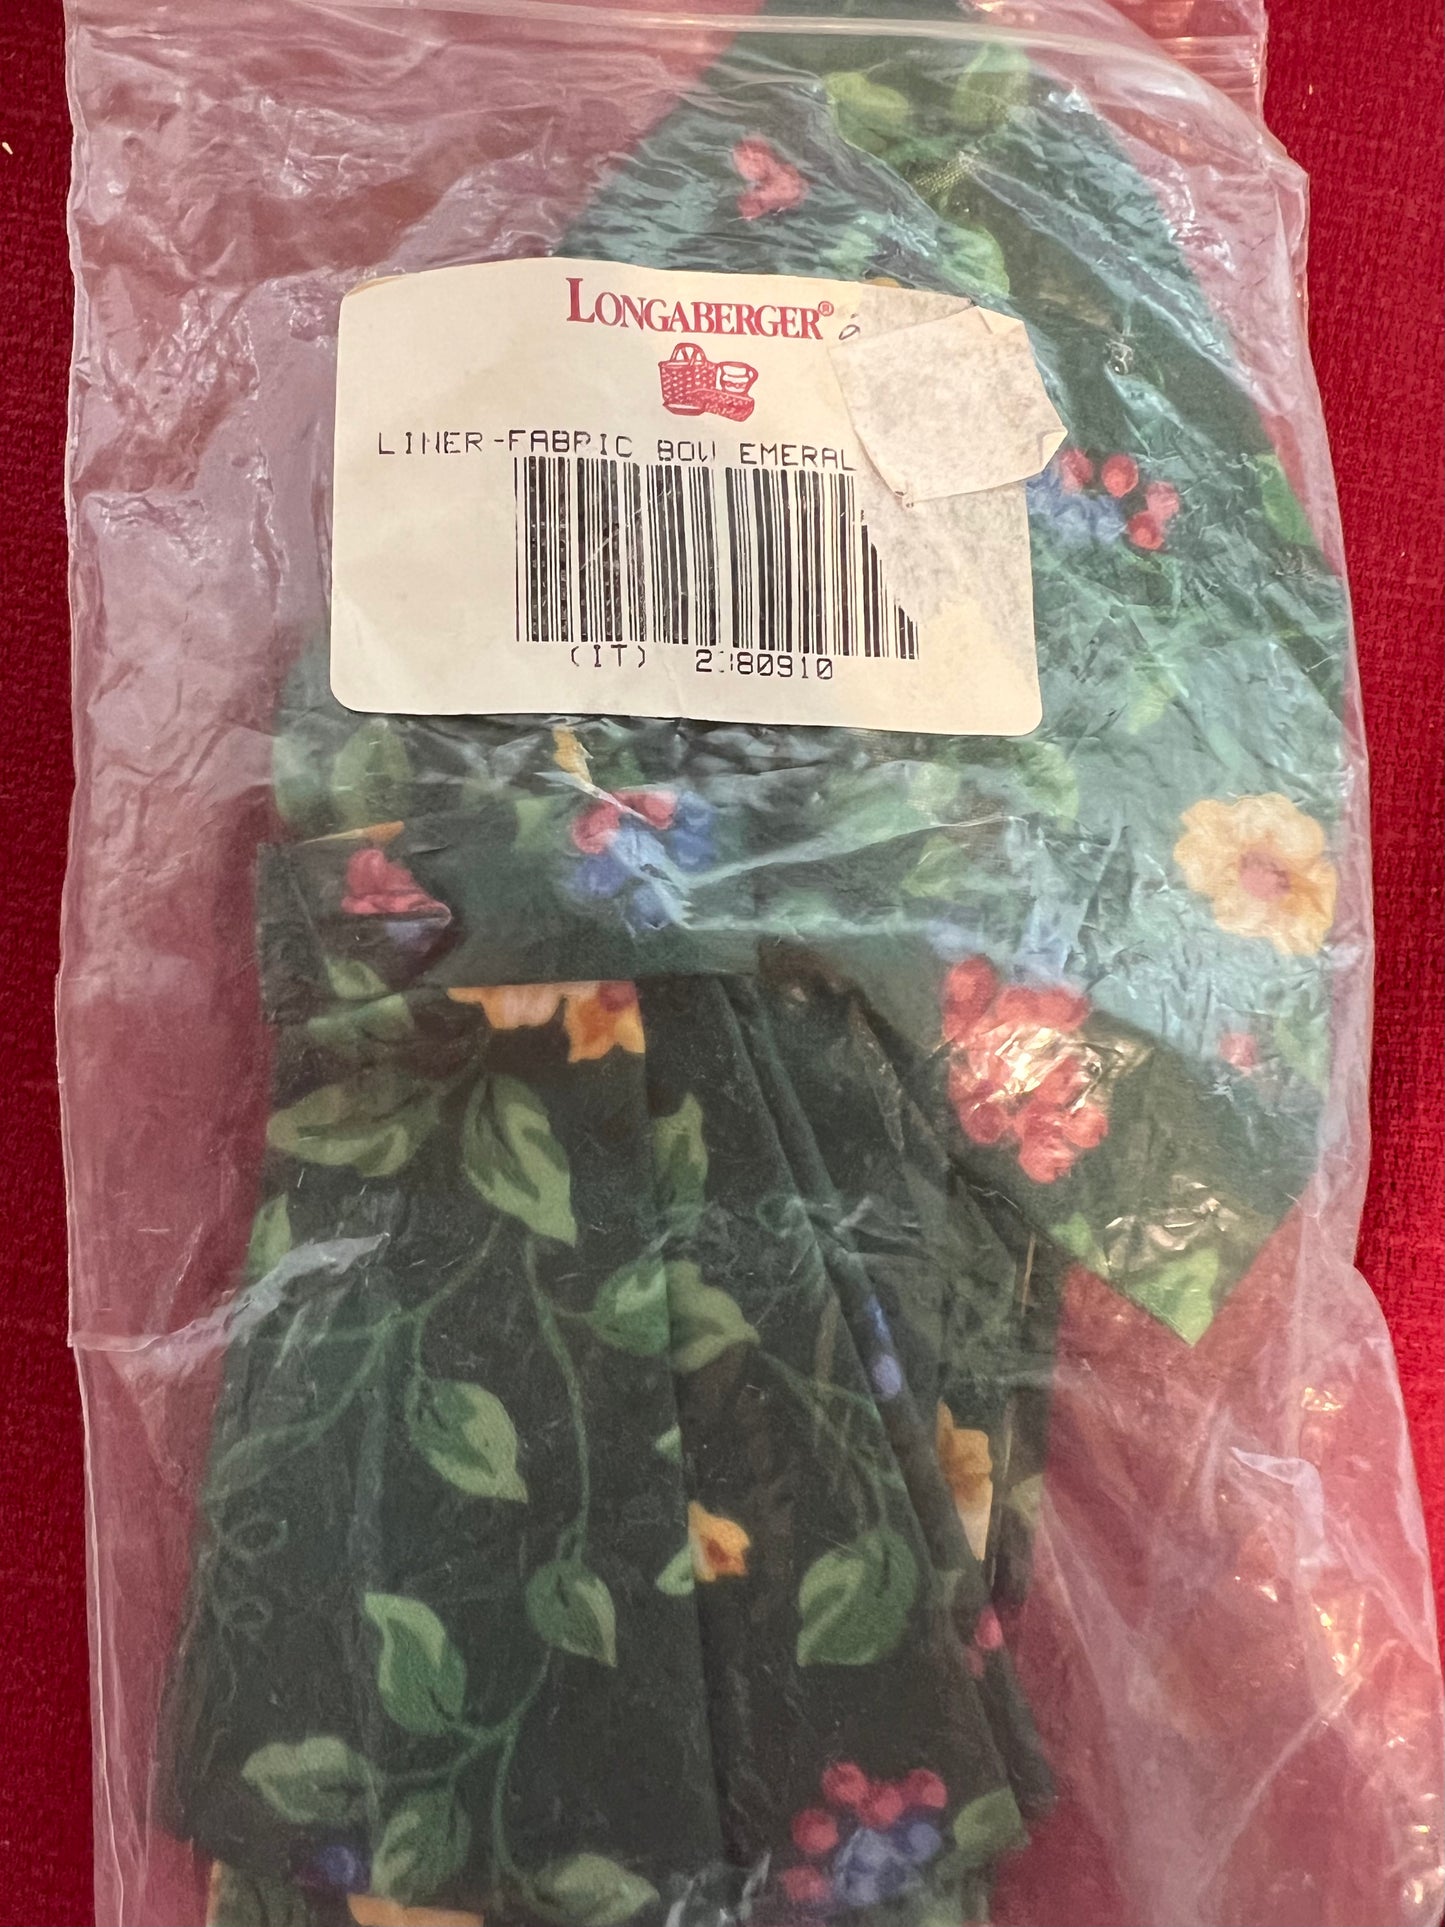 LONGABERGER®
LINER-FABRIC BOW EMERAL
(IT)